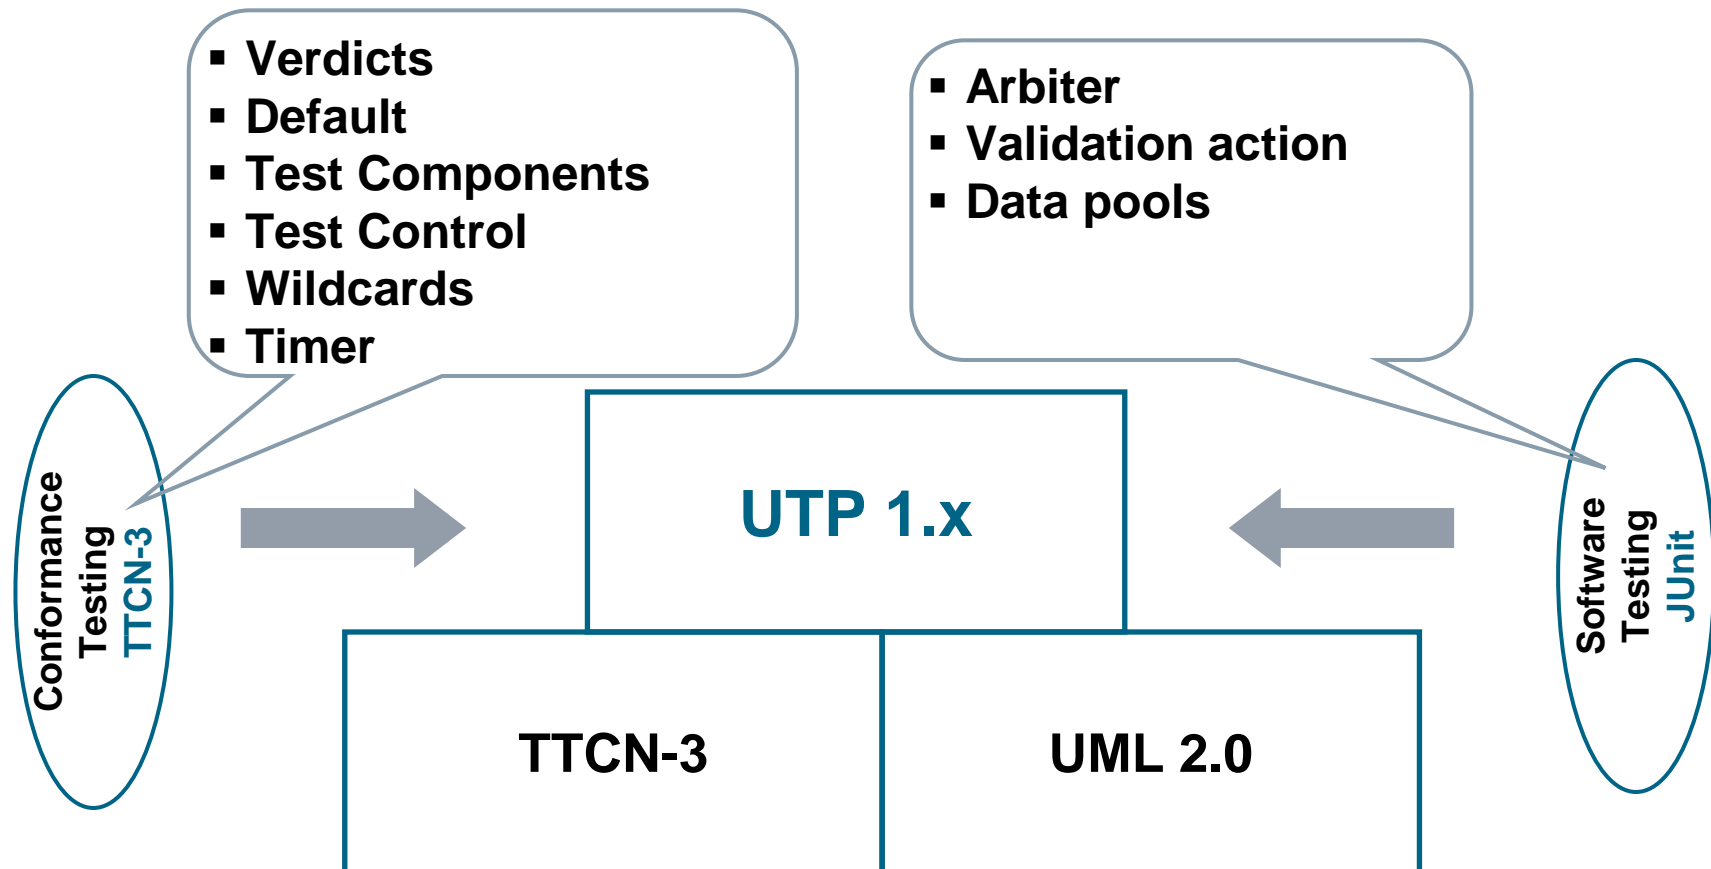 ▪ Verdicts
▪ Default
▪ Test Components
▪ Test Control
▪ Wildcards
▪ Timer
▪ Arbiter
▪ Validation action
▪ Data pools
Conformance
Testing
TTCN-3
UTP 1.x
Software
Testing
JUnit
TTCN-3
UML 2.0